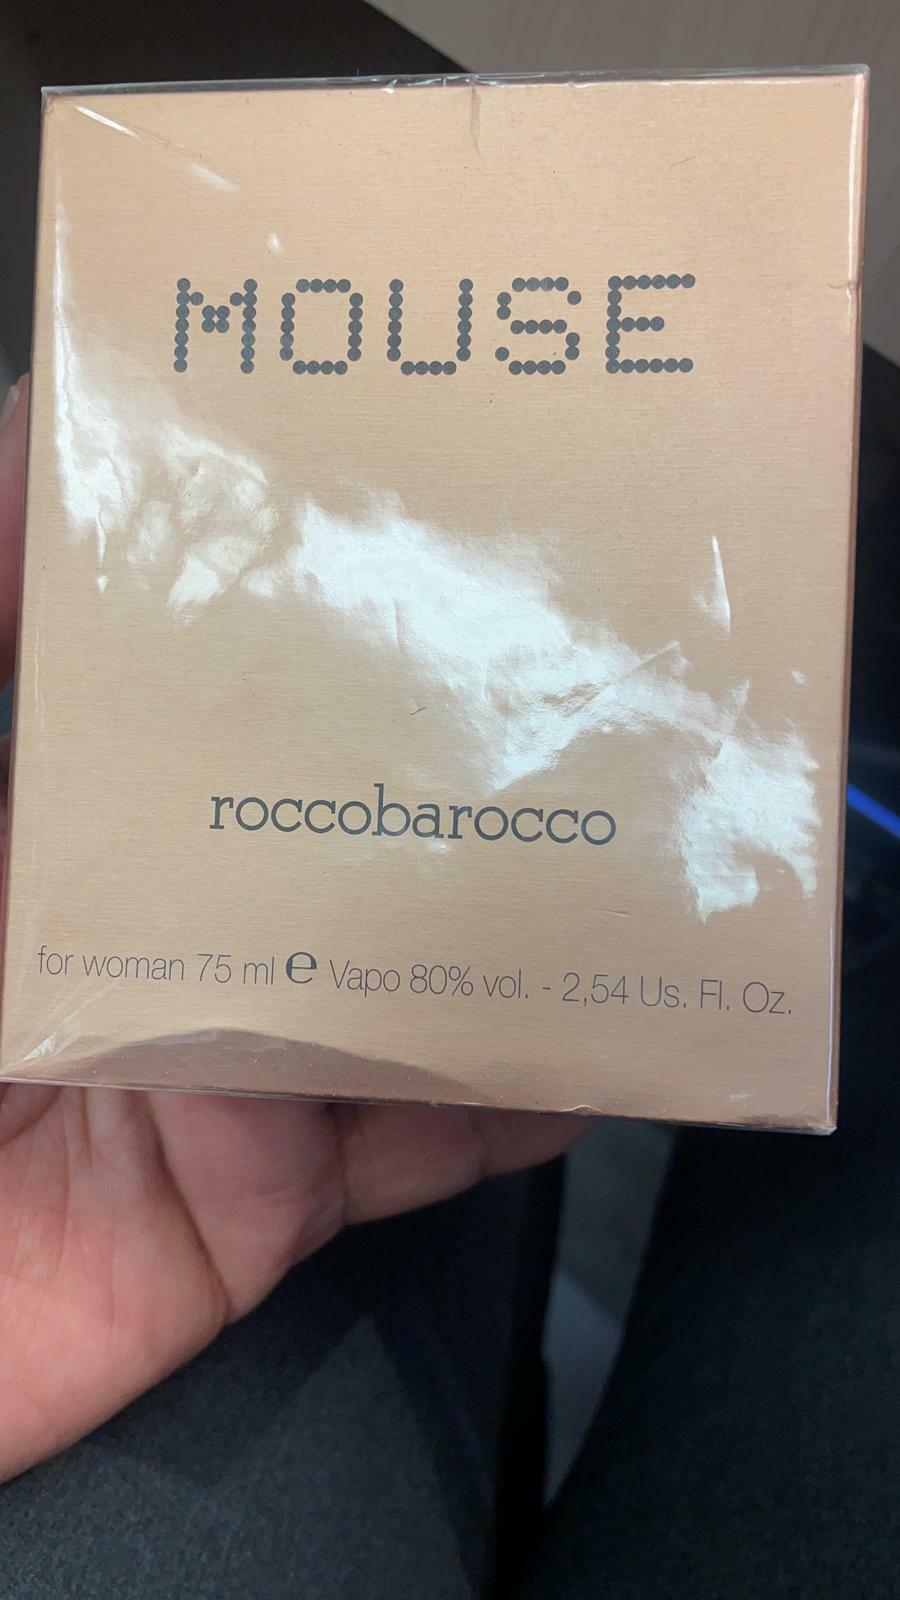 MOUSE
roccobarocco
for woman 75 ml e Vapo 80% vol. - 2,54 Us. Fl. Oz.